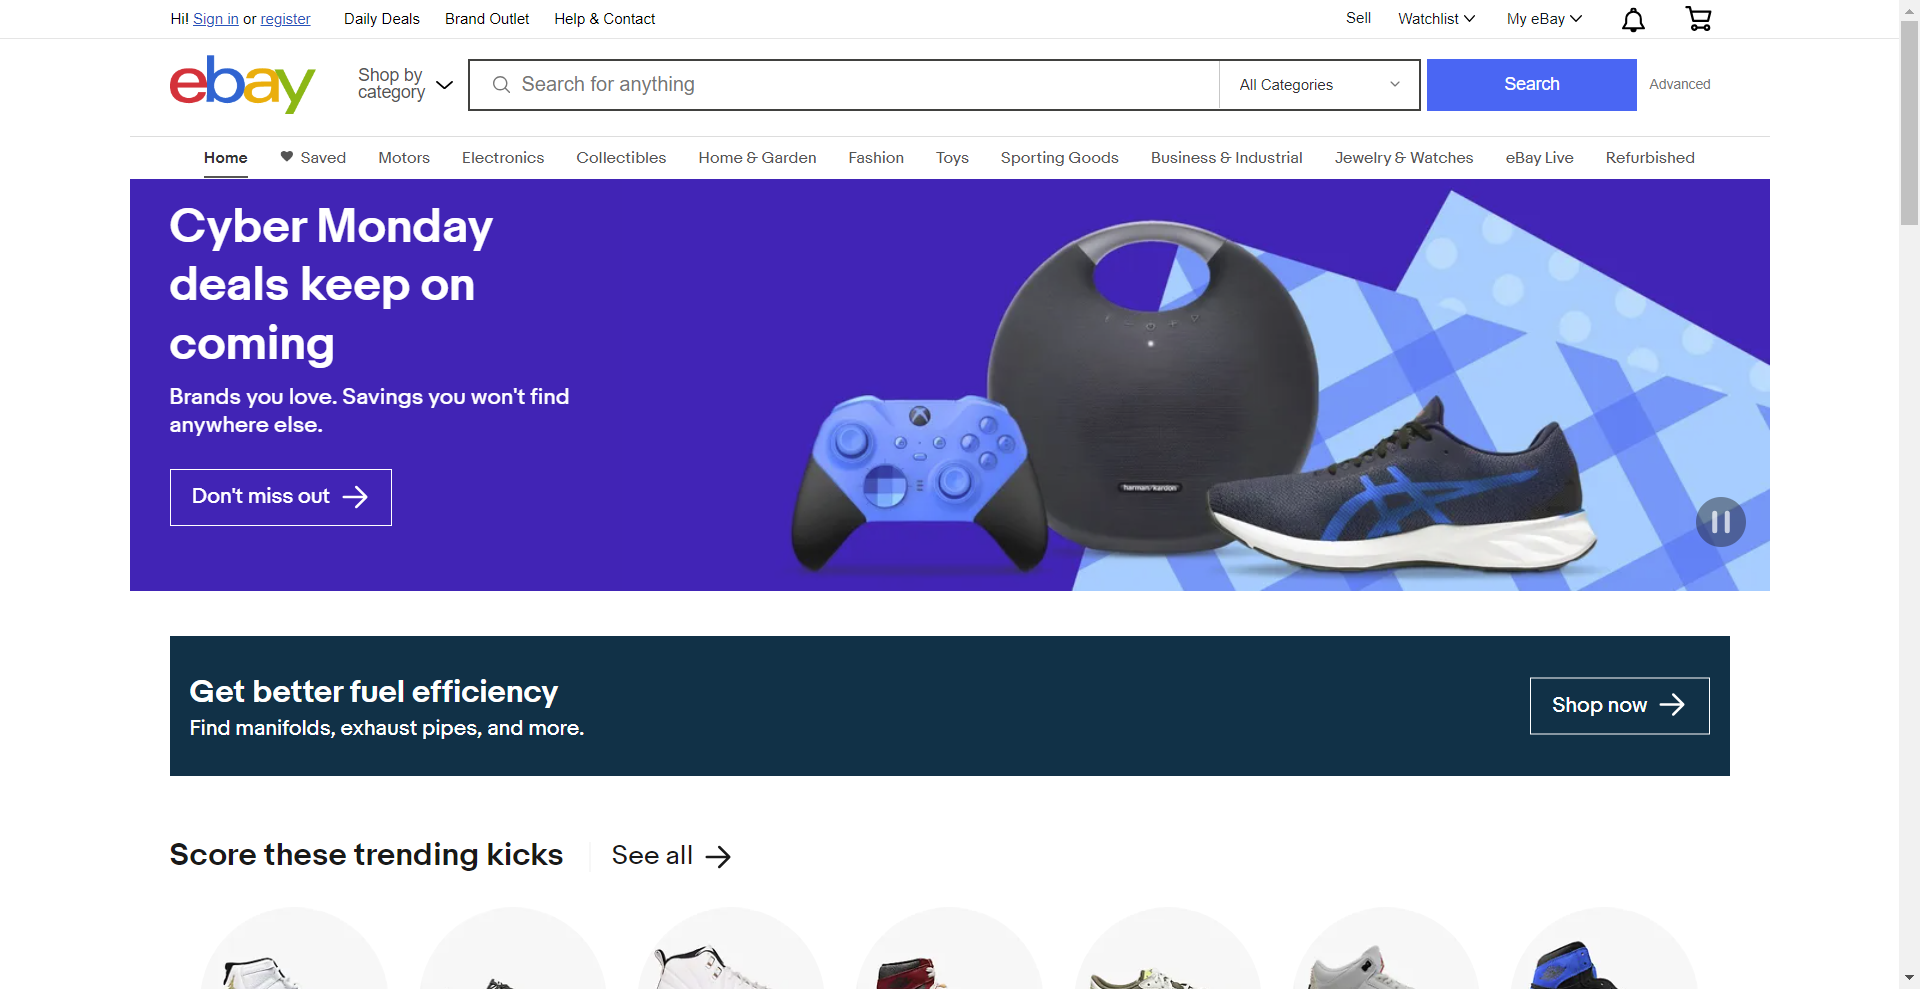 Hi! Sign in or register
Daily Deals
Brand Outlet
Help & Contact
Sell
Watchlist
My eBay
ebay
Shop by
category
Search for anything
All Categories
Search
Advanced
Home
Saved
Motors
Electronics
Collectibles
Home & Garden
Fashion
Toys
Sporting Goods
Business & Industrial
Jewelry & Watches
eBay Live
Refurbished
Cyber Monday
deals keep on
coming
Brands you love. Savings you won't find
anywhere else.
Don't miss out
harman/kardon
Get better fuel efficiency
Find manifolds, exhaust pipes, and more.
Shop now
Score these trending kicks
See all